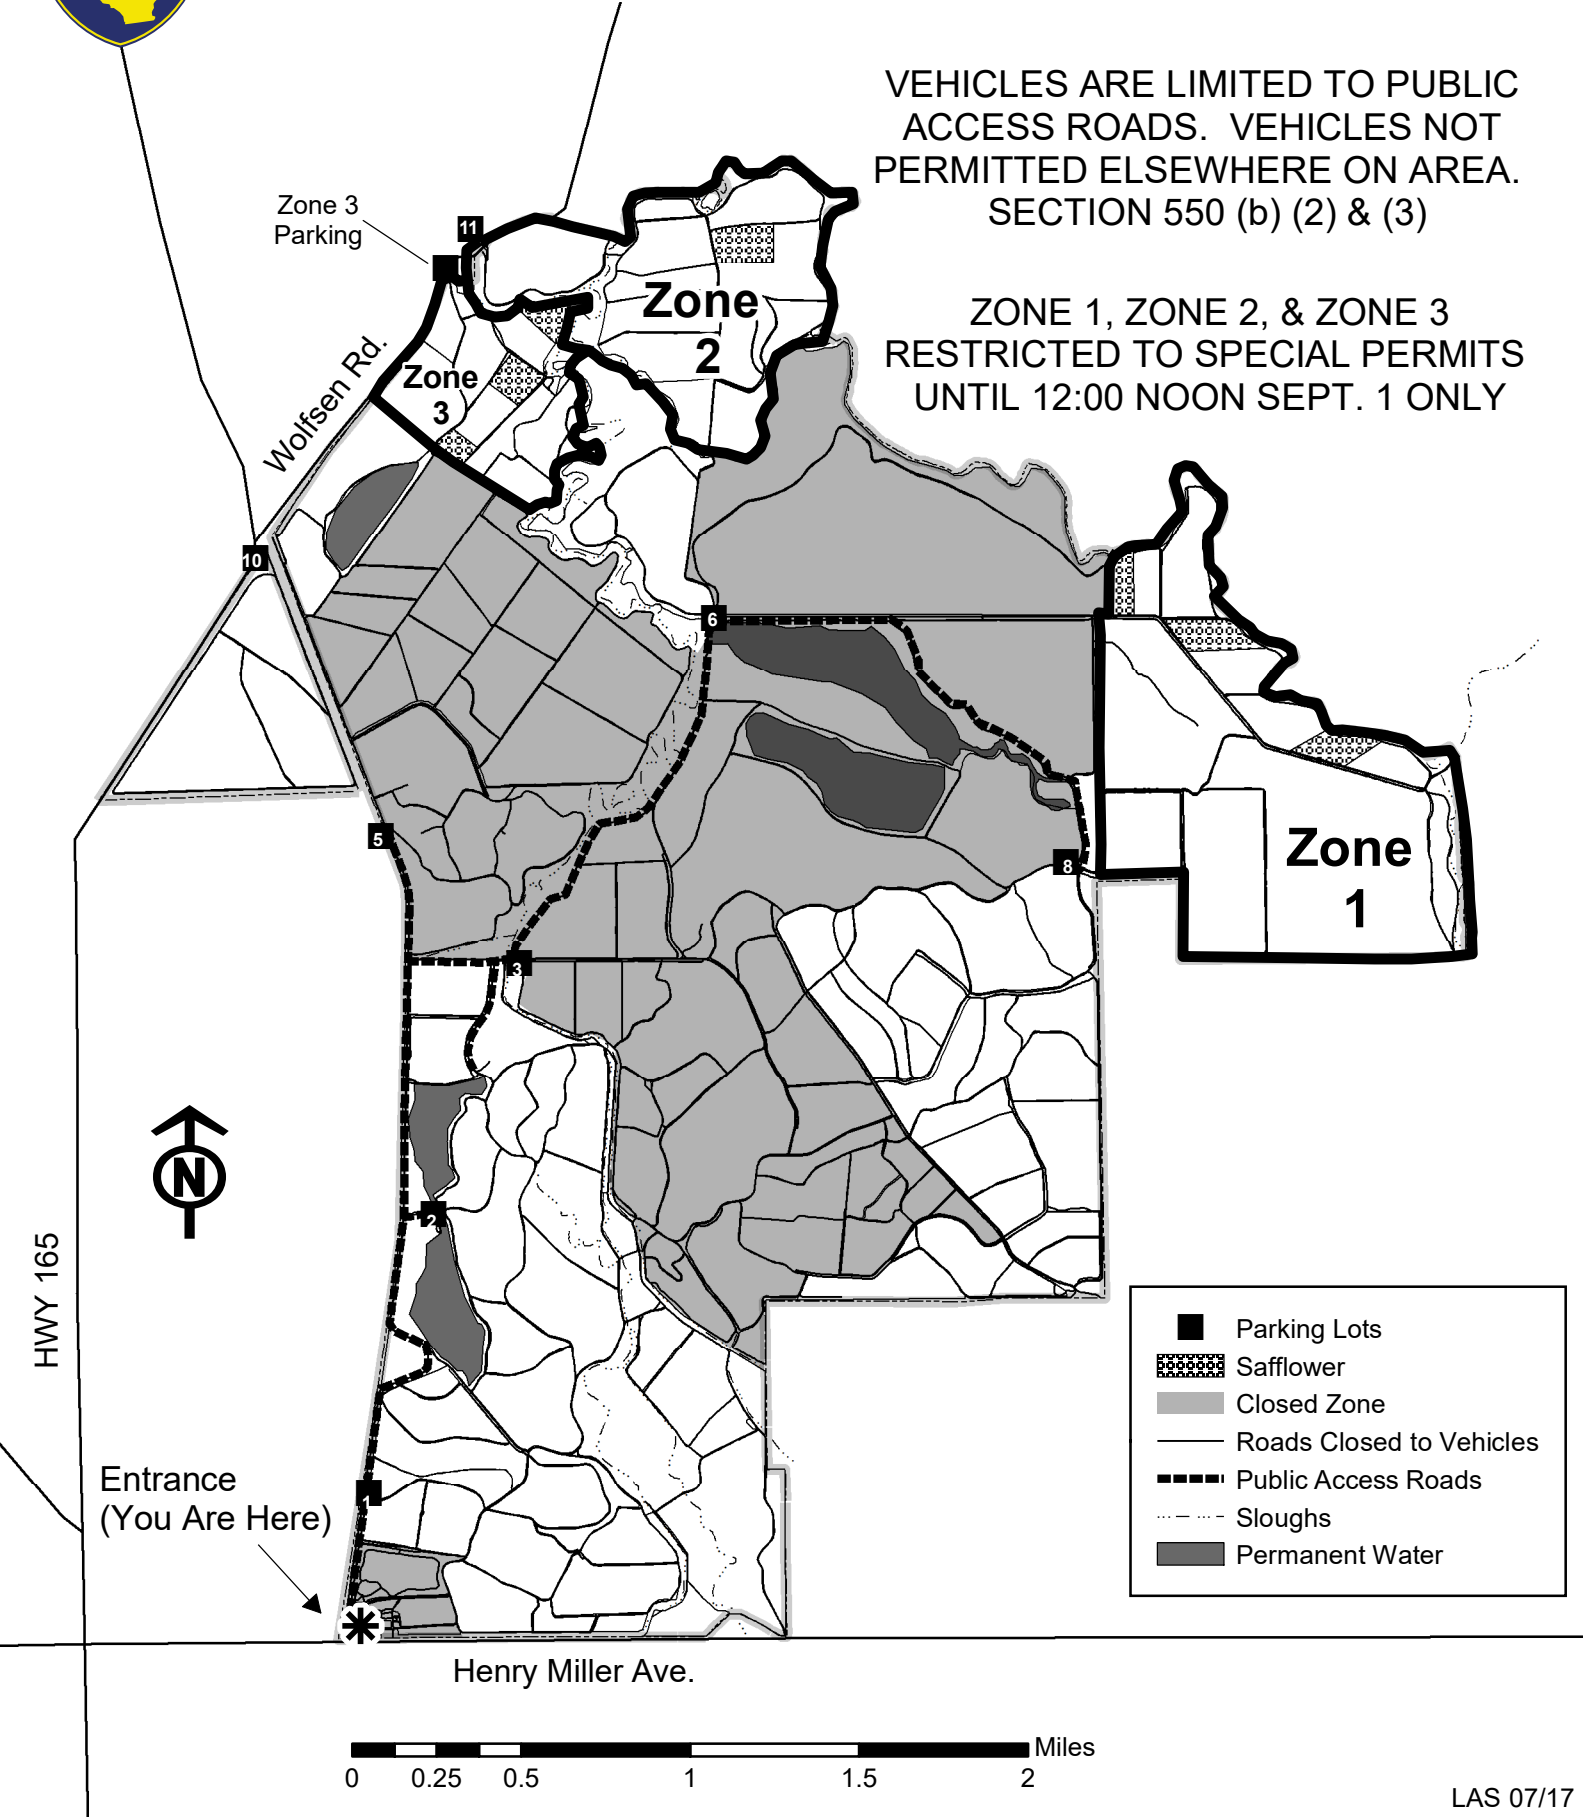 VEHICLES ARE LIMITED TO PUBLIC
ACCESS ROADS.  VEHICLES NOT
PERMITTED ELSEWHERE ON AREA.
SECTION 550 (b) (2) & (3)
ZONE 1, ZONE 2, & ZONE 3
RESTRICTED TO SPECIAL PERMITS
UNTIL 12:00 NOON SEPT. 1 ONLY
Zone 3
Parking
11
Zone
2
Wolfsen Rd.
Zone
3
10
6
5
8
Zone
1
3
N
2
HWY 165
1
Entrance
(You Are Here)
Henry Miller Ave.
Parking Lots
Safflower
Closed Zone
Roads Closed to Vehicles
Public Access Roads
Sloughs
Permanent Water
Miles
0 0.25 0.5 1 1.5 2
LAS 07/17